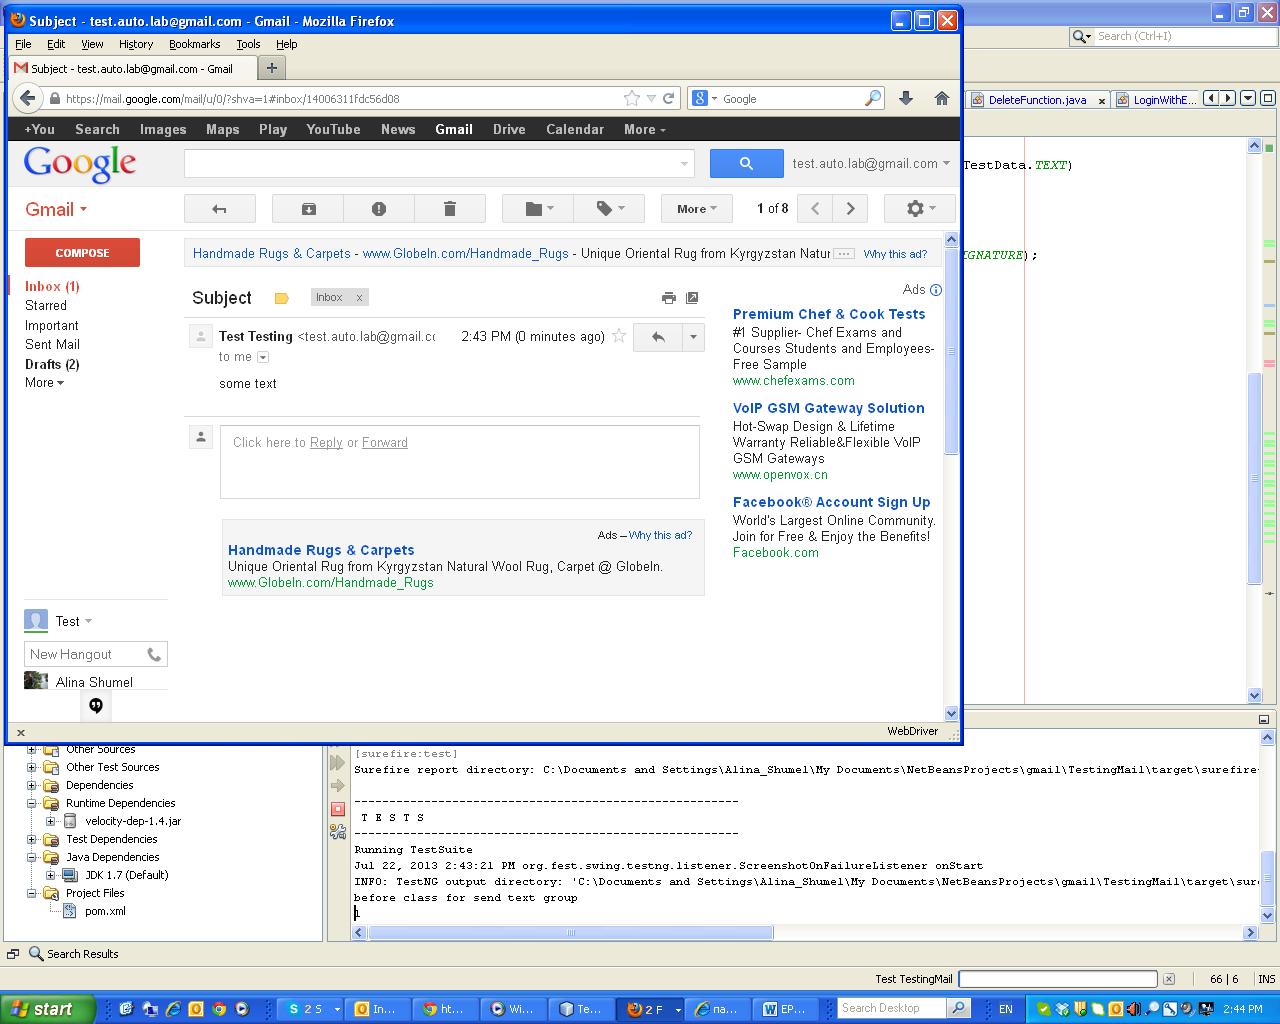 Subject - test.auto.lab@gmail.com - Gmail - Mozilla Firefox
File Edit View History Bookmarks Tools Help
Subject - test.auto.lab@gmail.com - Gmail
https://mail.google.com/mail/u/0/?shva=1#inbox/14006311fdc56d08
Google
Search (Ctrl+I)
DeleteFunction.java x LoginWithE...
+You Search Images Maps Play YouTube News Gmail Drive Calendar More
Google
test.auto.lab@gmail.com
TestData.TEXT)
Gmail
More
1 of 8
IGNATURE);
COMPOSE
Handmade Rugs & Carpets - www.GlobeIn.com/Handmade_Rugs - Unique Oriental Rug from Kyrgyzstan Natur ... Why this ad?
Inbox (1)
Starred
Important
Sent Mail
Drafts (2)
More
Subject
Inbox x
Test Testing <test.auto.lab@gmail.cc
2:43 PM (0 minutes ago)
to me
some text
Click here to Reply or Forward
Ads – Why this ad?
Handmade Rugs & Carpets
Unique Oriental Rug from Kyrgyzstan Natural Wool Rug, Carpet @ GlobeIn.
www.GlobeIn.com/Handmade_Rugs
Ads
Premium Chef & Cook Tests
#1 Supplier- Chef Exams and
Courses Students and Employees-
Free Sample
www.chefexams.com
VoIP GSM Gateway Solution
Hot-Swap Design & Lifetime
Warranty Reliable&Flexible VoIP
GSM Gateways
www.openvox.cn
Facebook® Account Sign Up
World's Largest Online Community.
Join for Free & Enjoy the Benefits!
Facebook.com
Test
New Hangout
Alina Shumel
x
WebDriver
Other Sources
Other Test Sources
Dependencies
Runtime Dependencies
velocity-dep-1.4.jar
Test Dependencies
Java Dependencies
JDK 1.7 (Default)
Project Files
pom.xml
[surefire:test]
Surefire report directory: C:\Documents and Settings\Alina_Shumel\My Documents\NetBeansProjects\gmail\TestingMail\target\surefire-
-------------------------------------------------------
T E S T S
-------------------------------------------------------
Running TestSuite
Jul 22, 2013 2:43:21 PM org.fest.swing.testng.listener.ScreenshotOnFailureListener onStart
INFO: TestNG output directory: 'C:\Documents and Settings\Alina_Shumel\My Documents\NetBeansProjects\gmail\TestingMail\target\sure
before class for send text group
1
Search Results
Test TestingMail
66 | 6 INS
start
2 S
In...
ht...
Wi...
Te...
2 F
na...
EP...
Search Desktop
EN
2:44 PM